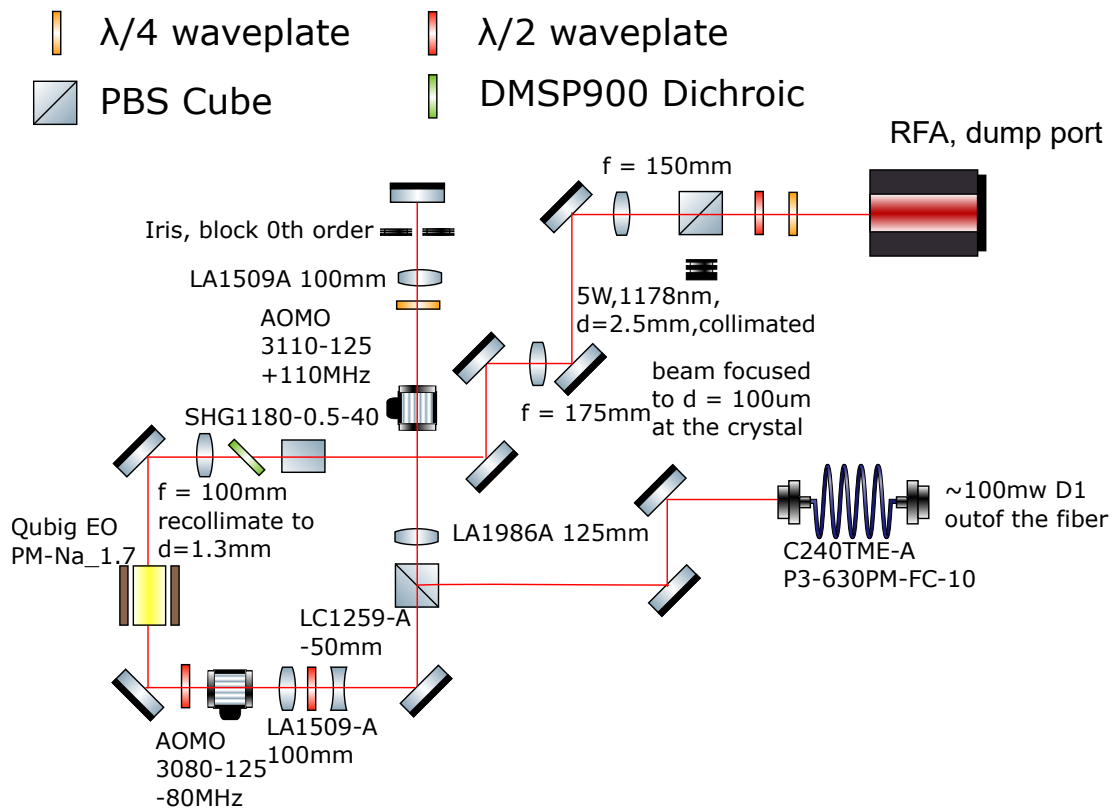 λ/4 waveplate
λ/2 waveplate
PBS Cube
DMSP900 Dichroic
RFA, dump port
f = 150mm
Iris, block 0th order
LA1509A 100mm
5W,1178nm,
d=2.5mm,collimated
AOMO
3110-125
+110MHz
beam focused
to d = 100um
at the crystal
f = 175mm
SHG1180-0.5-40
f = 100mm
recollimate to
d=1.3mm
Qubig EO
PM-Na_1.7
LA1986A 125mm
~100mw D1
outof the fiber
C240TME-A
P3-630PM-FC-10
LC1259-A
-50mm
LA1509-A
100mm
AOMO
3080-125
-80MHz